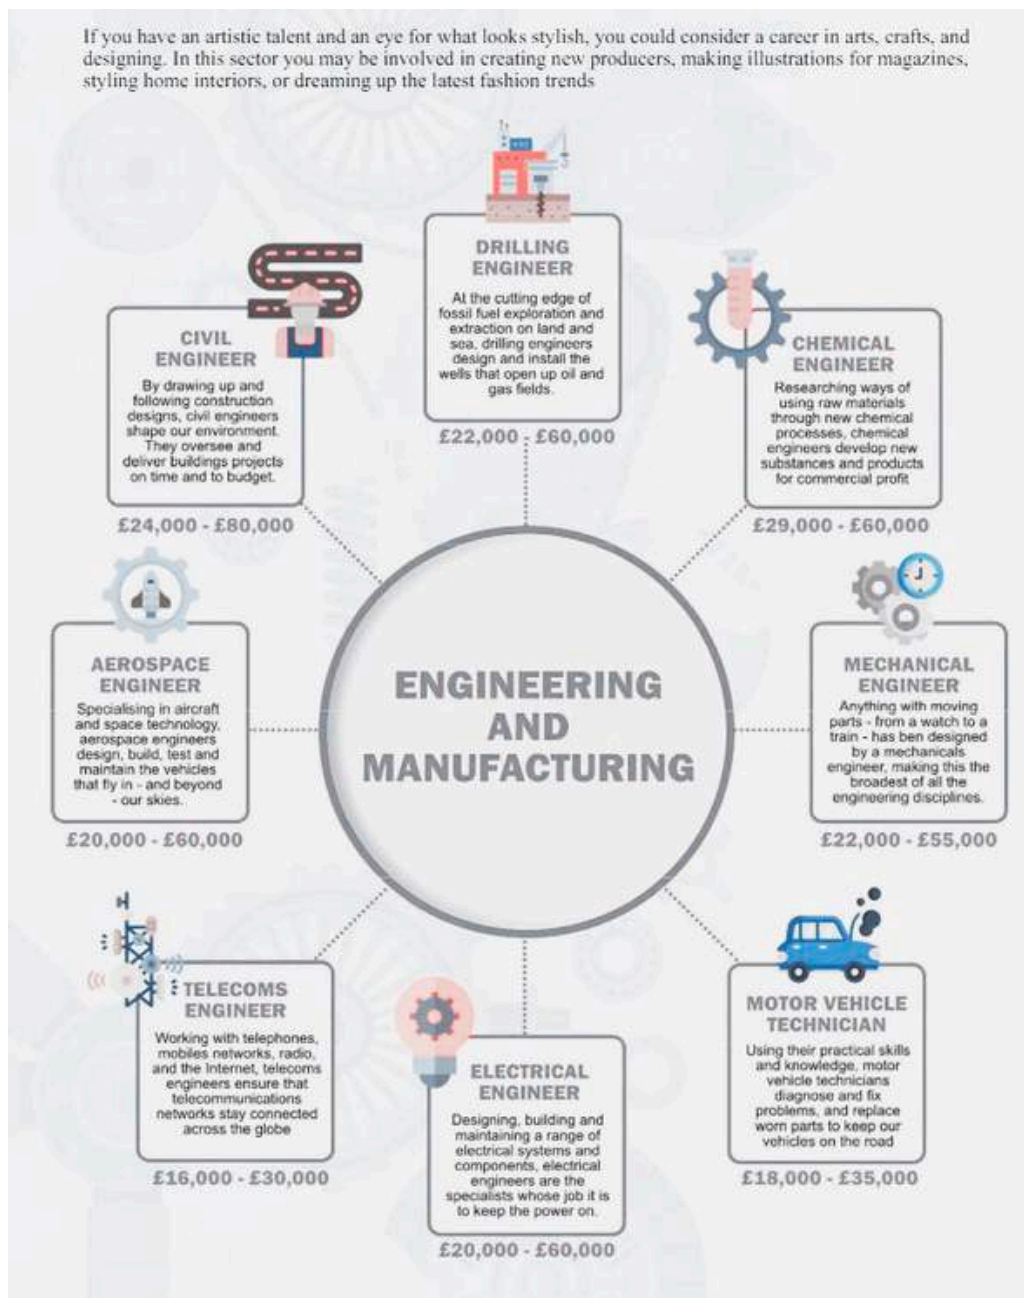 If you have an artistic talent and an eye for what looks stylish, you could consider a career in arts, crafts, and
designing. In this sector you may be involved in creating new producers, making illustrations for magazines,
styling home interiors, or dreaming up the latest fashion trends
DRILLING
ENGINEER
At the cutting edge of
fossil fuel exploration and
extraction on land and
sea, drilling engineers
design and install the
wells that open up oil and
gas fields.
£22,000 - £60,000
CIVIL
ENGINEER
By drawing up and
following construction
designs, civil engineers
shape our environment.
They oversee and
deliver buildings projects
on time and to budget.
£24,000 - £80,000
CHEMICAL
ENGINEER
Researching ways of
using raw materials
through new chemical
processes, chemical
engineers develop new
substances and products
for commercial profit
£29,000 - £60,000
AEROSPACE
ENGINEER
Specialising in aircraft
and space technology,
aerospace engineers
design, build, test and
maintain the vehicles
that fly in - and beyond
- our skies.
£20,000 - £60,000
ENGINEERING
AND
MANUFACTURING
MECHANICAL
ENGINEER
Anything with moving
parts - from a watch to a
train - has ben designed
by a mechanicals
engineer, making this the
broadest of all the
engineering disciplines.
£22,000 - £55,000
TELECOMS
ENGINEER
Working with telephones,
mobiles networks, radio,
and the Internet, telecoms
engineers ensure that
telecommunications
networks stay connected
across the globe
£16,000 - £30,000
ELECTRICAL
ENGINEER
Designing, building and
maintaining a range of
electrical systems and
components, electrical
engineers are the
specialists whose job it is
to keep the power on.
£20,000 - £60,000
MOTOR VEHICLE
TECHNICIAN
Using their practical skills
and knowledge, motor
vehicle technicians
diagnose and fix
problems, and replace
worn parts to keep our
vehicles on the road
£18,000 - £35,000